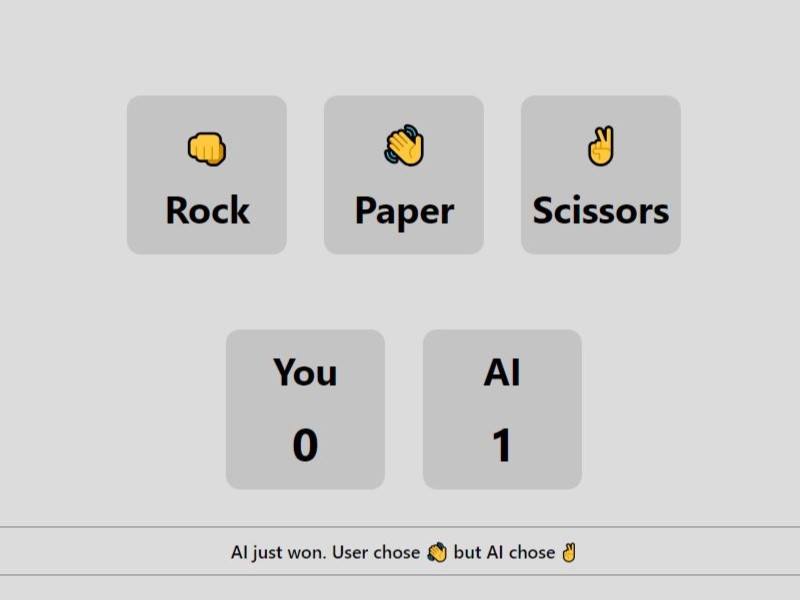 Rock
Paper
Scissors
You
AI
0
1
AI just won. User chose 👋 but AI chose ✌️